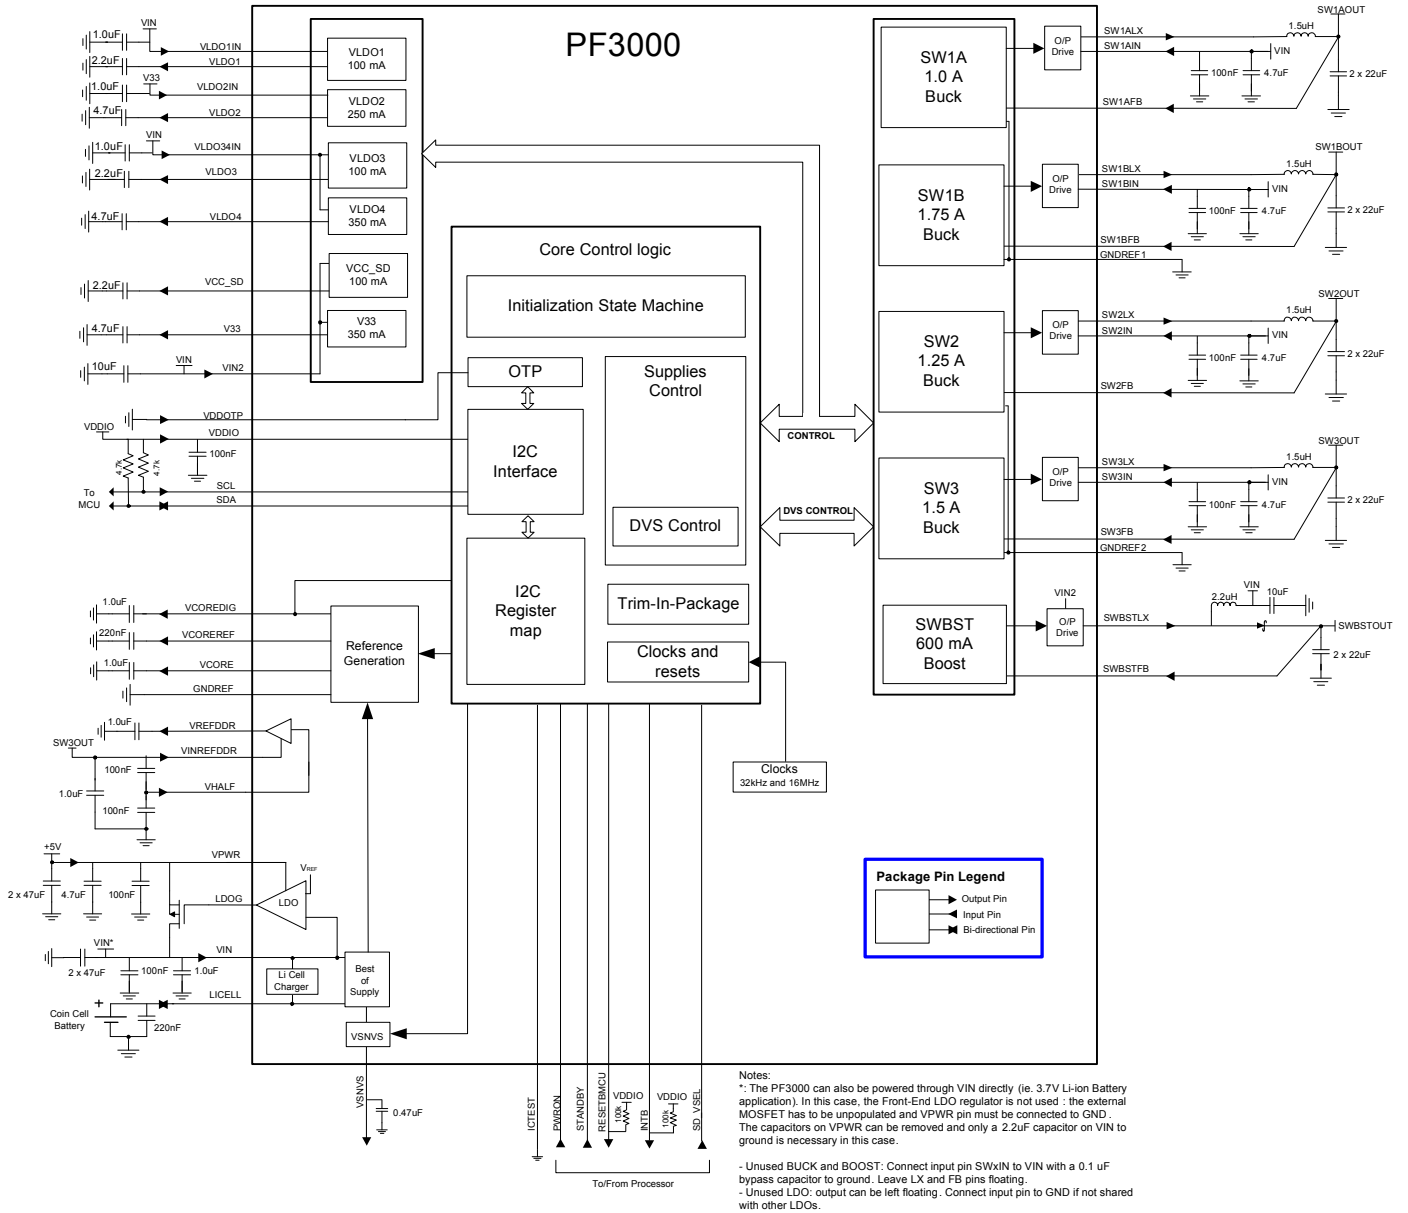 PF3000
VIN
1.0uF
VLDO1IN
2.2uF
VLDO1
VLDO1
100 mA
V33
1.0uF
VLDO2IN
4.7uF
VLDO2
VLDO2
250 mA
VIN
1.0uF
VLDO34IN
2.2uF
VLDO3
VLDO3
100 mA
4.7uF
VLDO4
VLDO4
350 mA
2.2uF
VCC_SD
VCC_SD
100 mA
4.7uF
V33
V33
350 mA
10uF
VIN
VIN2
VDDOTP
VDDIO
VDDIO
100nF
4.7k
4.7k
To
MCU
SCL
SDA
Core Control logic
Initialization State Machine
OTP
I2C
Interface
I2C
Register
map
Supplies
Control
DVS Control
Trim-In-Package
Clocks and
resets
Clocks
32kHz and 16MHz
CONTROL
DVS CONTROL
1.0uF
VCOREDIG
220nF
VCOREREF
1.0uF
VCORE
GNDREF
Reference
Generation
1.0uF
VREFDDR
SW3OUT
VINREFDDR
100nF
1.0uF
VHALF
100nF
+5V
VPWR
2 x 47uF
4.7uF
100nF
LDOG
LDO
VREF
VIN*
VIN
2 x 47uF
100nF
1.0uF
Li Cell
Charger
Best
of
Supply
LICELL
Coin Cell
Battery
+
220nF
VSNVS
VSNVS
0.47uF
ICTEST
PWRON
STANDBY
RESETBMCU
VDDIO
100k
INTB
VDDIO
100k
SD_VSEL
To/From Processor
SW1A
1.0 A
Buck
O/P
Drive
SW1ALX
SW1AIN
SW1AFB
1.5uH
SW1AOUT
VIN
100nF
4.7uF
2 x 22uF
SW1B
1.75 A
Buck
O/P
Drive
SW1BLX
SW1BIN
SW1BFB
GNDREF1
1.5uH
SW1BOUT
VIN
100nF
4.7uF
2 x 22uF
SW2
1.25 A
Buck
O/P
Drive
SW2LX
SW2IN
SW2FB
1.5uH
SW2OUT
VIN
100nF
4.7uF
2 x 22uF
SW3
1.5 A
Buck
O/P
Drive
SW3LX
SW3IN
SW3FB
GNDREF2
1.5uH
SW3OUT
VIN
100nF
4.7uF
2 x 22uF
SWBST
600 mA
Boost
VIN2
O/P
Drive
SWBSTLX
SWBSTFB
2.2uH
VIN
10uF
SWBSTOUT
2 x 22uF
Package Pin Legend
Output Pin
Input Pin
Bi-directional Pin
Notes:
*: The PF3000 can also be powered through VIN directly (ie. 3.7V Li-ion Battery
application). In this case, the Front-End LDO regulator is not used : the external
MOSFET has to be unpopulated and VPWR pin must be connected to GND .
The capacitors on VPWR can be removed and only a 2.2uF capacitor on VIN to
ground is necessary in this case.
- Unused BUCK and BOOST: Connect input pin SWxIN to VIN with a 0.1 uF
bypass capacitor to ground. Leave LX and FB pins floating.
- Unused LDO: output can be left floating. Connect input pin to GND if not shared
with other LDOs.